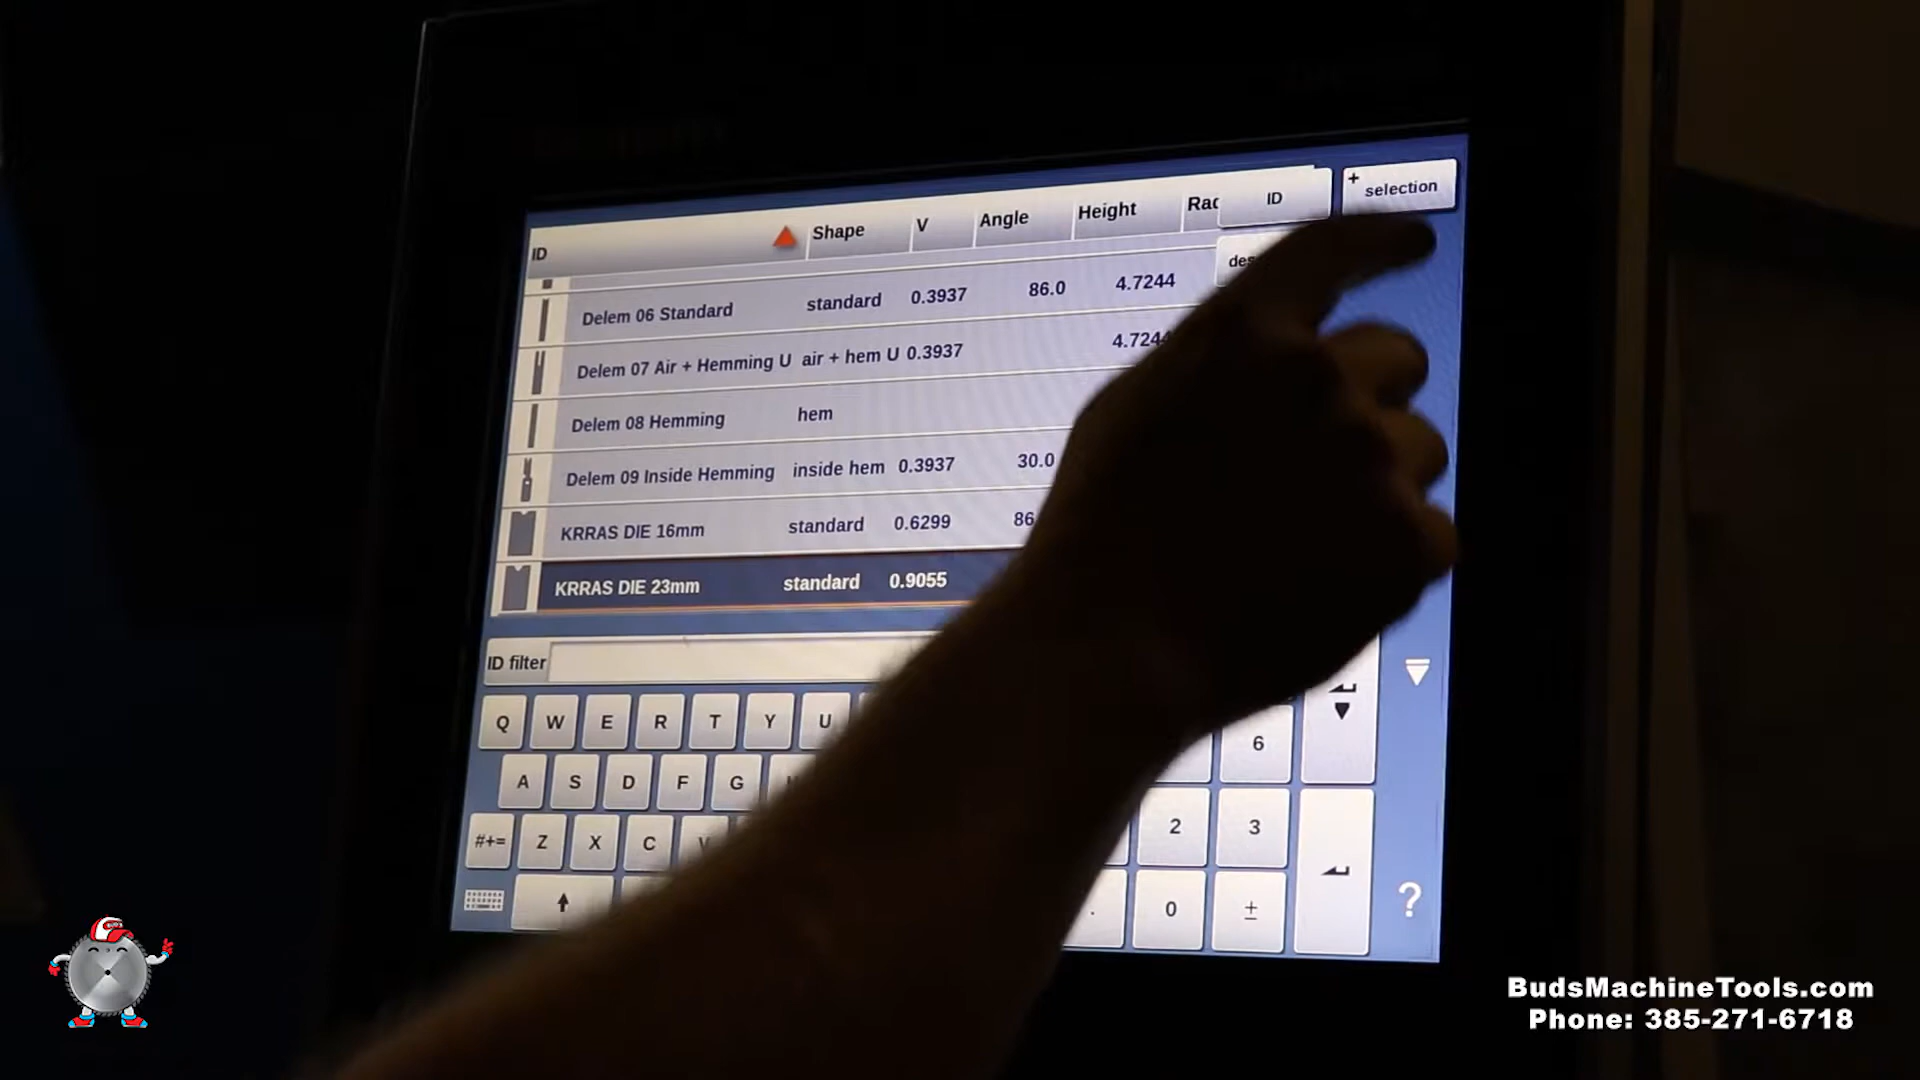 ID Shape V Angle Height ID + selection
Delem 06 Standard standard 0.3937 86.0 4.7244
Delem 07 Air + Hemming U air + hem U 0.3937
Delem 08 Hemming hem
Delem 09 Inside Hemming inside hem 0.3937 30.0
KRRAS DIE 16mm standard 0.6299 86
KRRAS DIE 23mm standard 0.9055
ID filter
Q W E R T Y U 6
A S D F G
#+= Z X C V 2 3
. 0 ± ?
BudsMachineTools.com
Phone: 385-271-6718